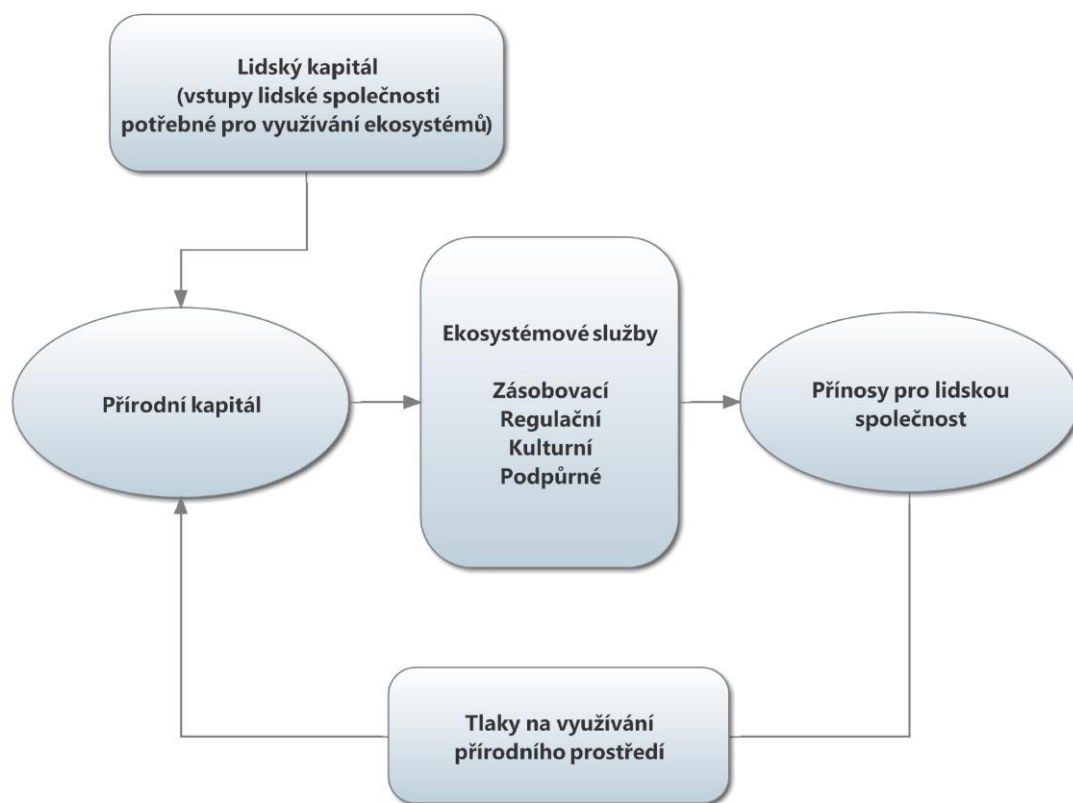 Lidský kapitál
(vstupy lidské společnosti
potřebné pro využívání ekosystémů)
Přírodní kapitál
Ekosystémové služby
Zásobovací
Regulační
Kulturní
Podpůrné
Přínosy pro lidskou
společnost
Tlaky na využívání
přírodního prostředí